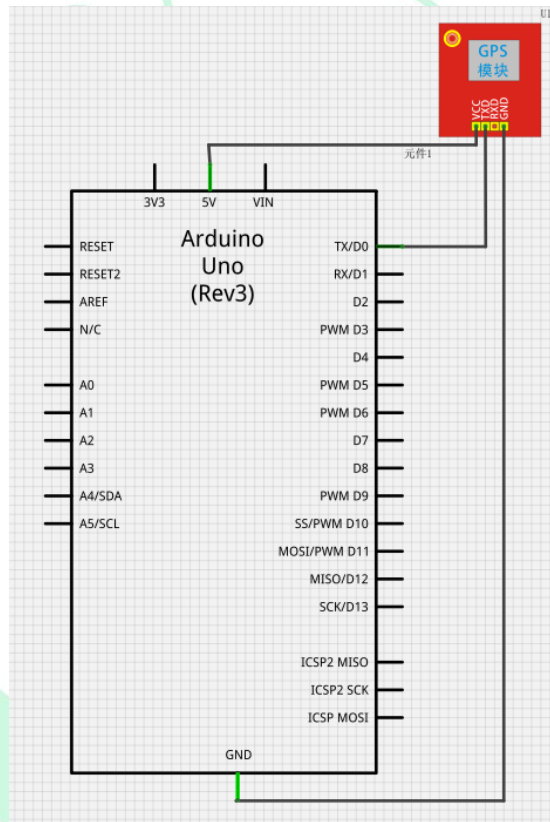 U1
GPS
模块
VCC
TXD
RXD
GND
元件1
3V3
5V
VIN
Arduino
Uno
(Rev3)
RESET
RESET2
AREF
N/C
A0
A1
A2
A3
A4/SDA
A5/SCL
TX/D0
RX/D1
D2
PWM D3
D4
PWM D5
PWM D6
D7
D8
PWM D9
SS/PWM D10
MOSI/PWM D11
MISO/D12
SCK/D13
ICSP2 MISO
ICSP2 SCK
ICSP MOSI
GND